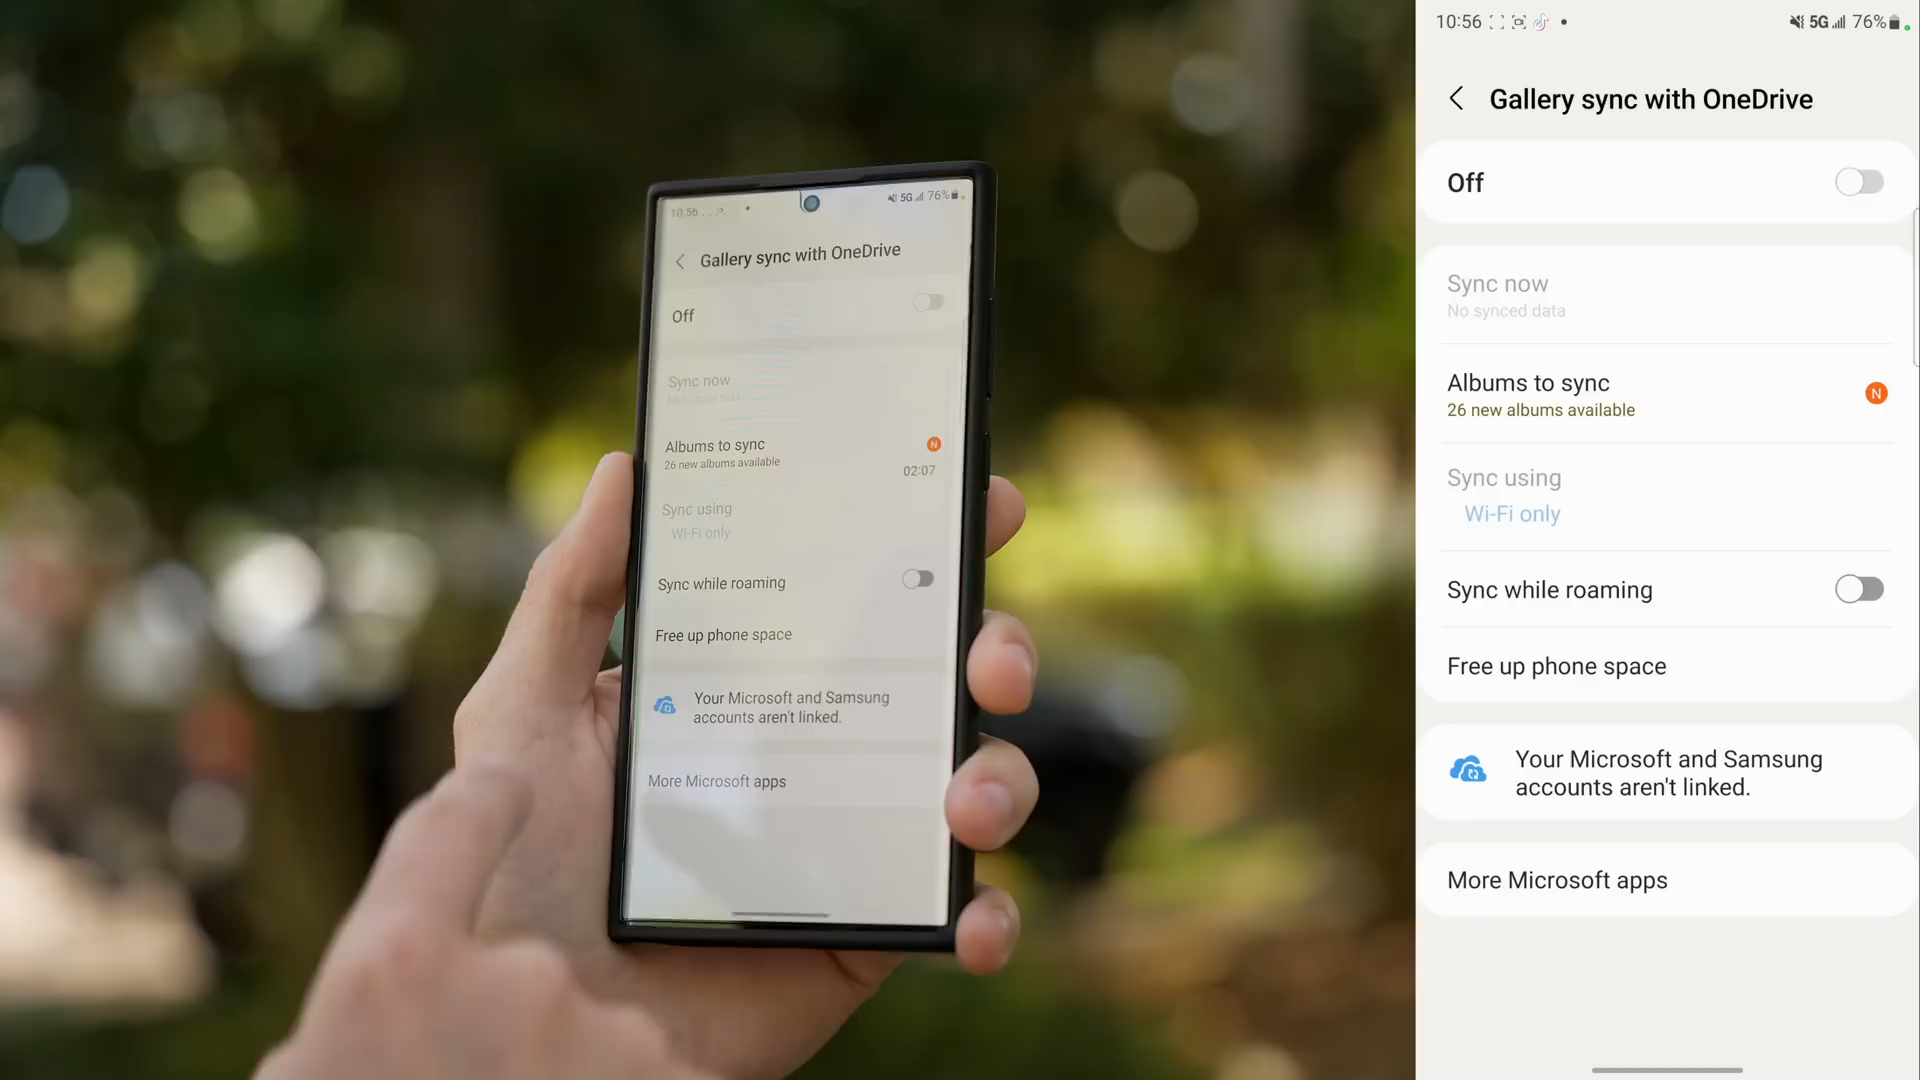 10:56
5G 76%
Gallery sync with OneDrive
Off
Sync now
No synced data
Albums to sync
N
26 new albums available
02:07
Sync using
Wi-Fi only
Sync while roaming
Free up phone space
Your Microsoft and Samsung
accounts aren't linked.
More Microsoft apps
10:56
5G 76%
Gallery sync with OneDrive
Off
Sync now
No synced data
Albums to sync
N
26 new albums available
Sync using
Wi-Fi only
Sync while roaming
Free up phone space
Your Microsoft and Samsung
accounts aren't linked.
More Microsoft apps